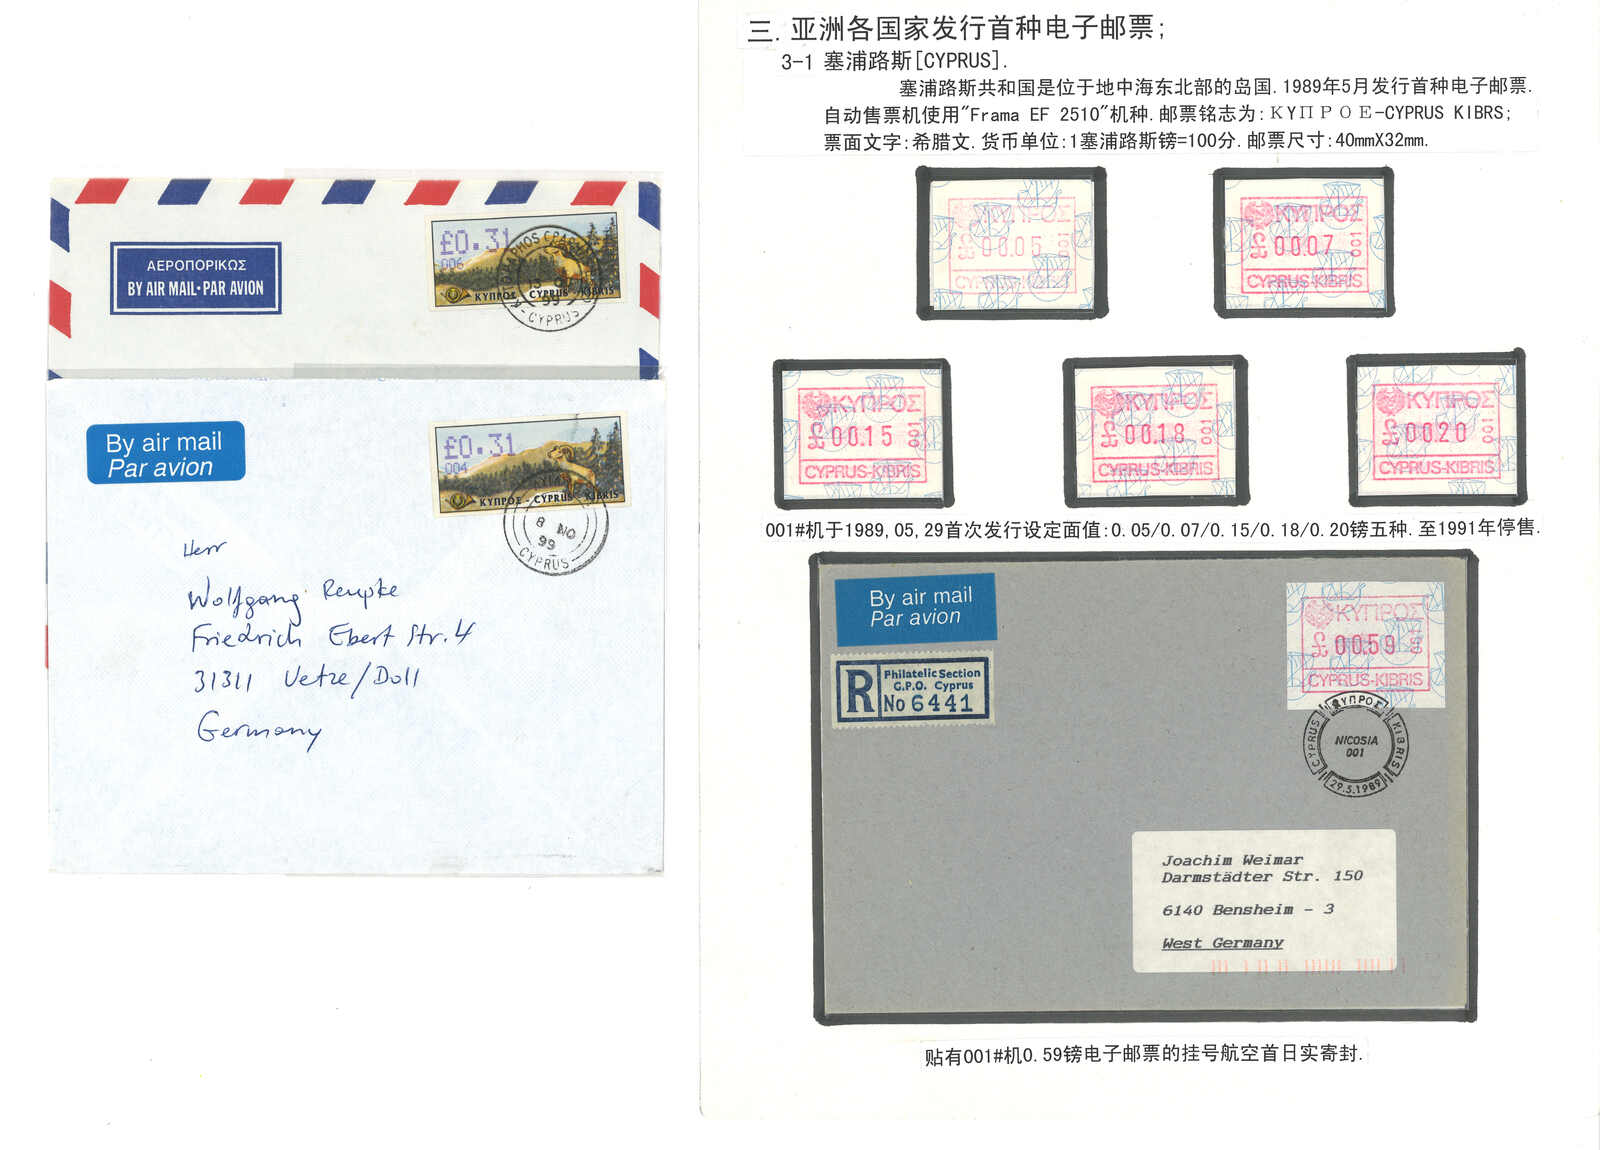 ΑΕΡΟΠΟΡΙΚΩΣ
BY AIR MAIL·PAR AVION
£0.31
006
ΚΥΠΡΟΣ CYPRUS KIBRIS
99
CYPRUS
By air mail
Par avion
£0.31
004
ΚΥΠΡΟΣ - CYPRUS - KIBRIS
8 NO
99
CYPRUS
Herr
Wolfgang
Friedrich Ebert Str. 4
31311 Uetze/Doll
Germany
三.亚洲各国家发行首种电子邮票;
3-1 塞浦路斯[CYPRUS].
塞浦路斯共和国是位于地中海东北部的岛国.1989年5月发行首种电子邮票.
自动售票机使用"Frama EF 2510"机种.邮票铭志为:ΚΥΠΡΟΕ-CYPRUS KIBRS;
票面文字:希腊文.货币单位:1塞浦路斯镑=100分.邮票尺寸:40mmX32mm.
ΚΥΠΡΟΣ
£ 00.05 001
CYPRUS-KIBRIS
ΚΥΠΡΟΣ
£ 00.07 001
CYPRUS-KIBRIS
ΚΥΠΡΟΣ
£ 00.15 001
CYPRUS-KIBRIS
ΚΥΠΡΟΣ
£ 00.18 001
CYPRUS-KIBRIS
ΚΥΠΡΟΣ
£ 00.20 001
CYPRUS-KIBRIS
001#机于1989,05,29首次发行设定面值:0.05/0.07/0.15/0.18/0.20镑五种.至1991年停售.
By air mail
Par avion
R
Philatelic Section
G.P.O. Cyprus
No 6441
ΚΥΠΡΟΣ
£ 00.59 001
CYPRUS-KIBRIS
ΚΥΠΡΟΣ
CYPRUS
KIBRIS
NICOSIA
001
29.5.1989
Joachim Weimar
Darmstädter Str. 150
6140 Bensheim - 3
West Germany
贴有001#机0.59镑电子邮票的挂号航空首日实寄封.